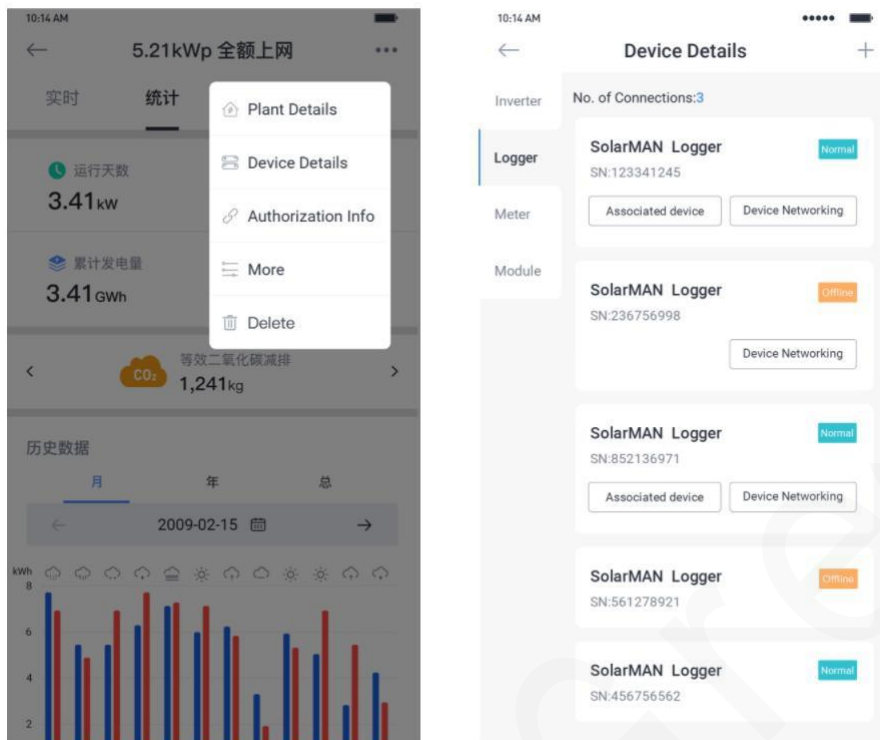 10:14 AM
5.21kWp 全额上网
实时
统计
Plant Details
Device Details
Authorization Info
More
Delete
运行天数
3.41kW
累计发电量
3.41GWh
CO₂
等效二氧化碳减排
1,241kg
历史数据
月 年 总
2009-02-15
kWh
8
6
4
2
10:14 AM
Device Details
Inverter
Logger
Meter
Module
No. of Connections:3
SolarMAN Logger
Normal
SN:123341245
Associated device
Device Networking
SolarMAN Logger
Offline
SN:236756998
Device Networking
SolarMAN Logger
Normal
SN:852136971
Associated device
Device Networking
SolarMAN Logger
Offline
SN:561278921
SolarMAN Logger
Normal
SN:456756562